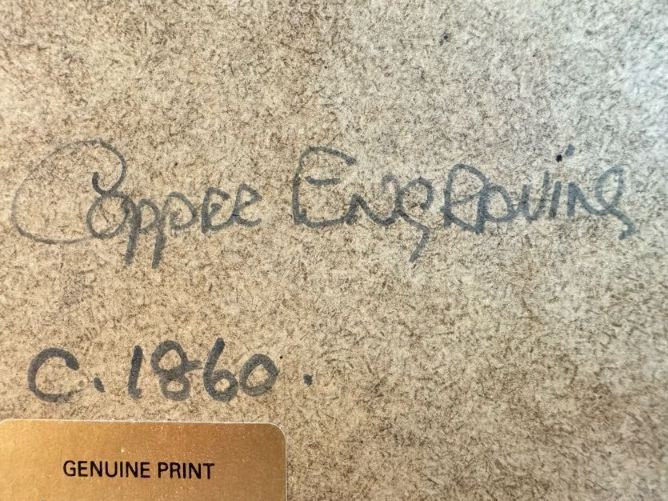 Copper Engraving
c. 1860.
GENUINE PRINT